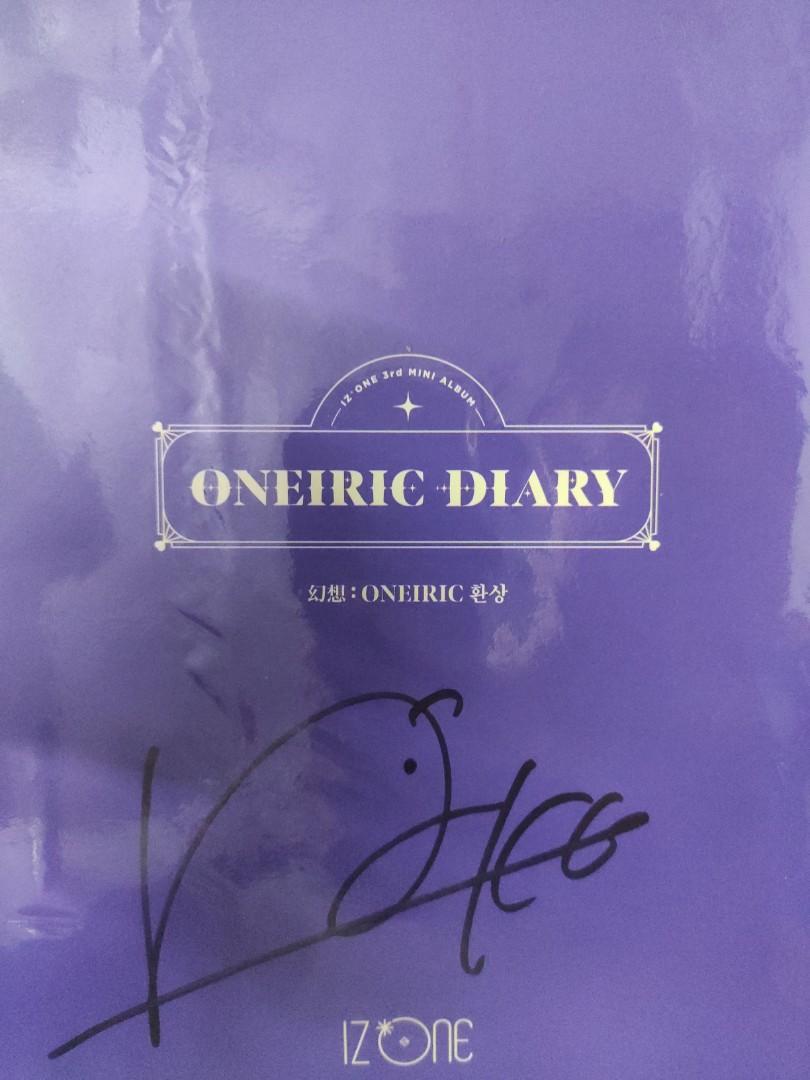 IZ*ONE 3rd MINI ALBUM
ONEIRIC DIARY
幻想 : ONEIRIC 환상
IZ*ONE